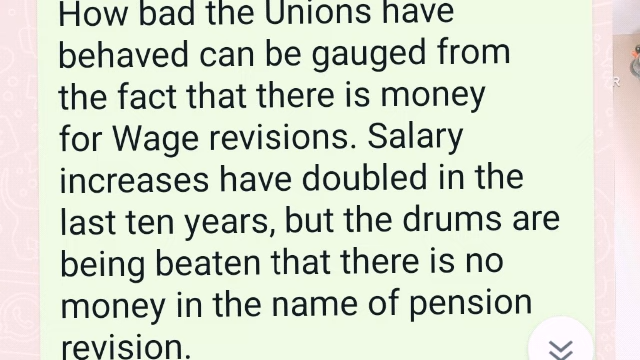 How bad the Unions have
behaved can be gauged from
the fact that there is money
for Wage revisions. Salary
increases have doubled in the
last ten years, but the drums are
being beaten that there is no
money in the name of pension
revision.
R